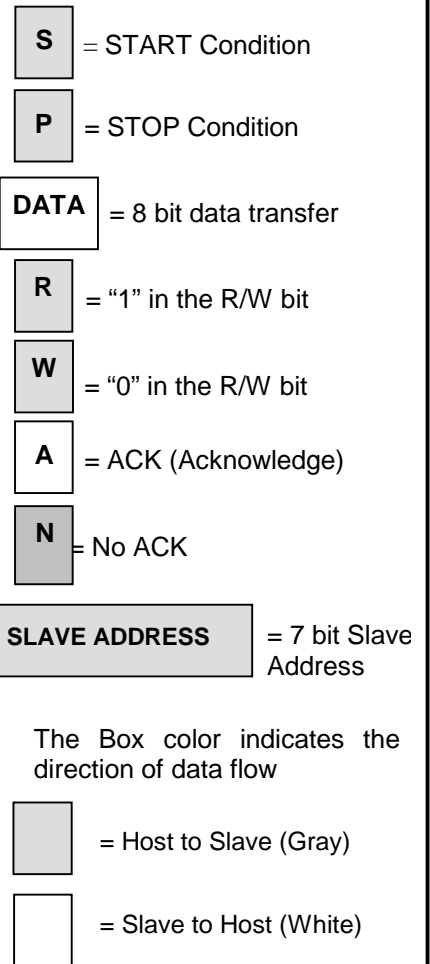 S = START Condition
P = STOP Condition
DATA = 8 bit data transfer
R = “1” in the R/W bit
W = “0” in the R/W bit
A = ACK (Acknowledge)
N = No ACK
SLAVE ADDRESS = 7 bit Slave
Address
The Box color indicates the
direction of data flow
= Host to Slave (Gray)
= Slave to Host (White)